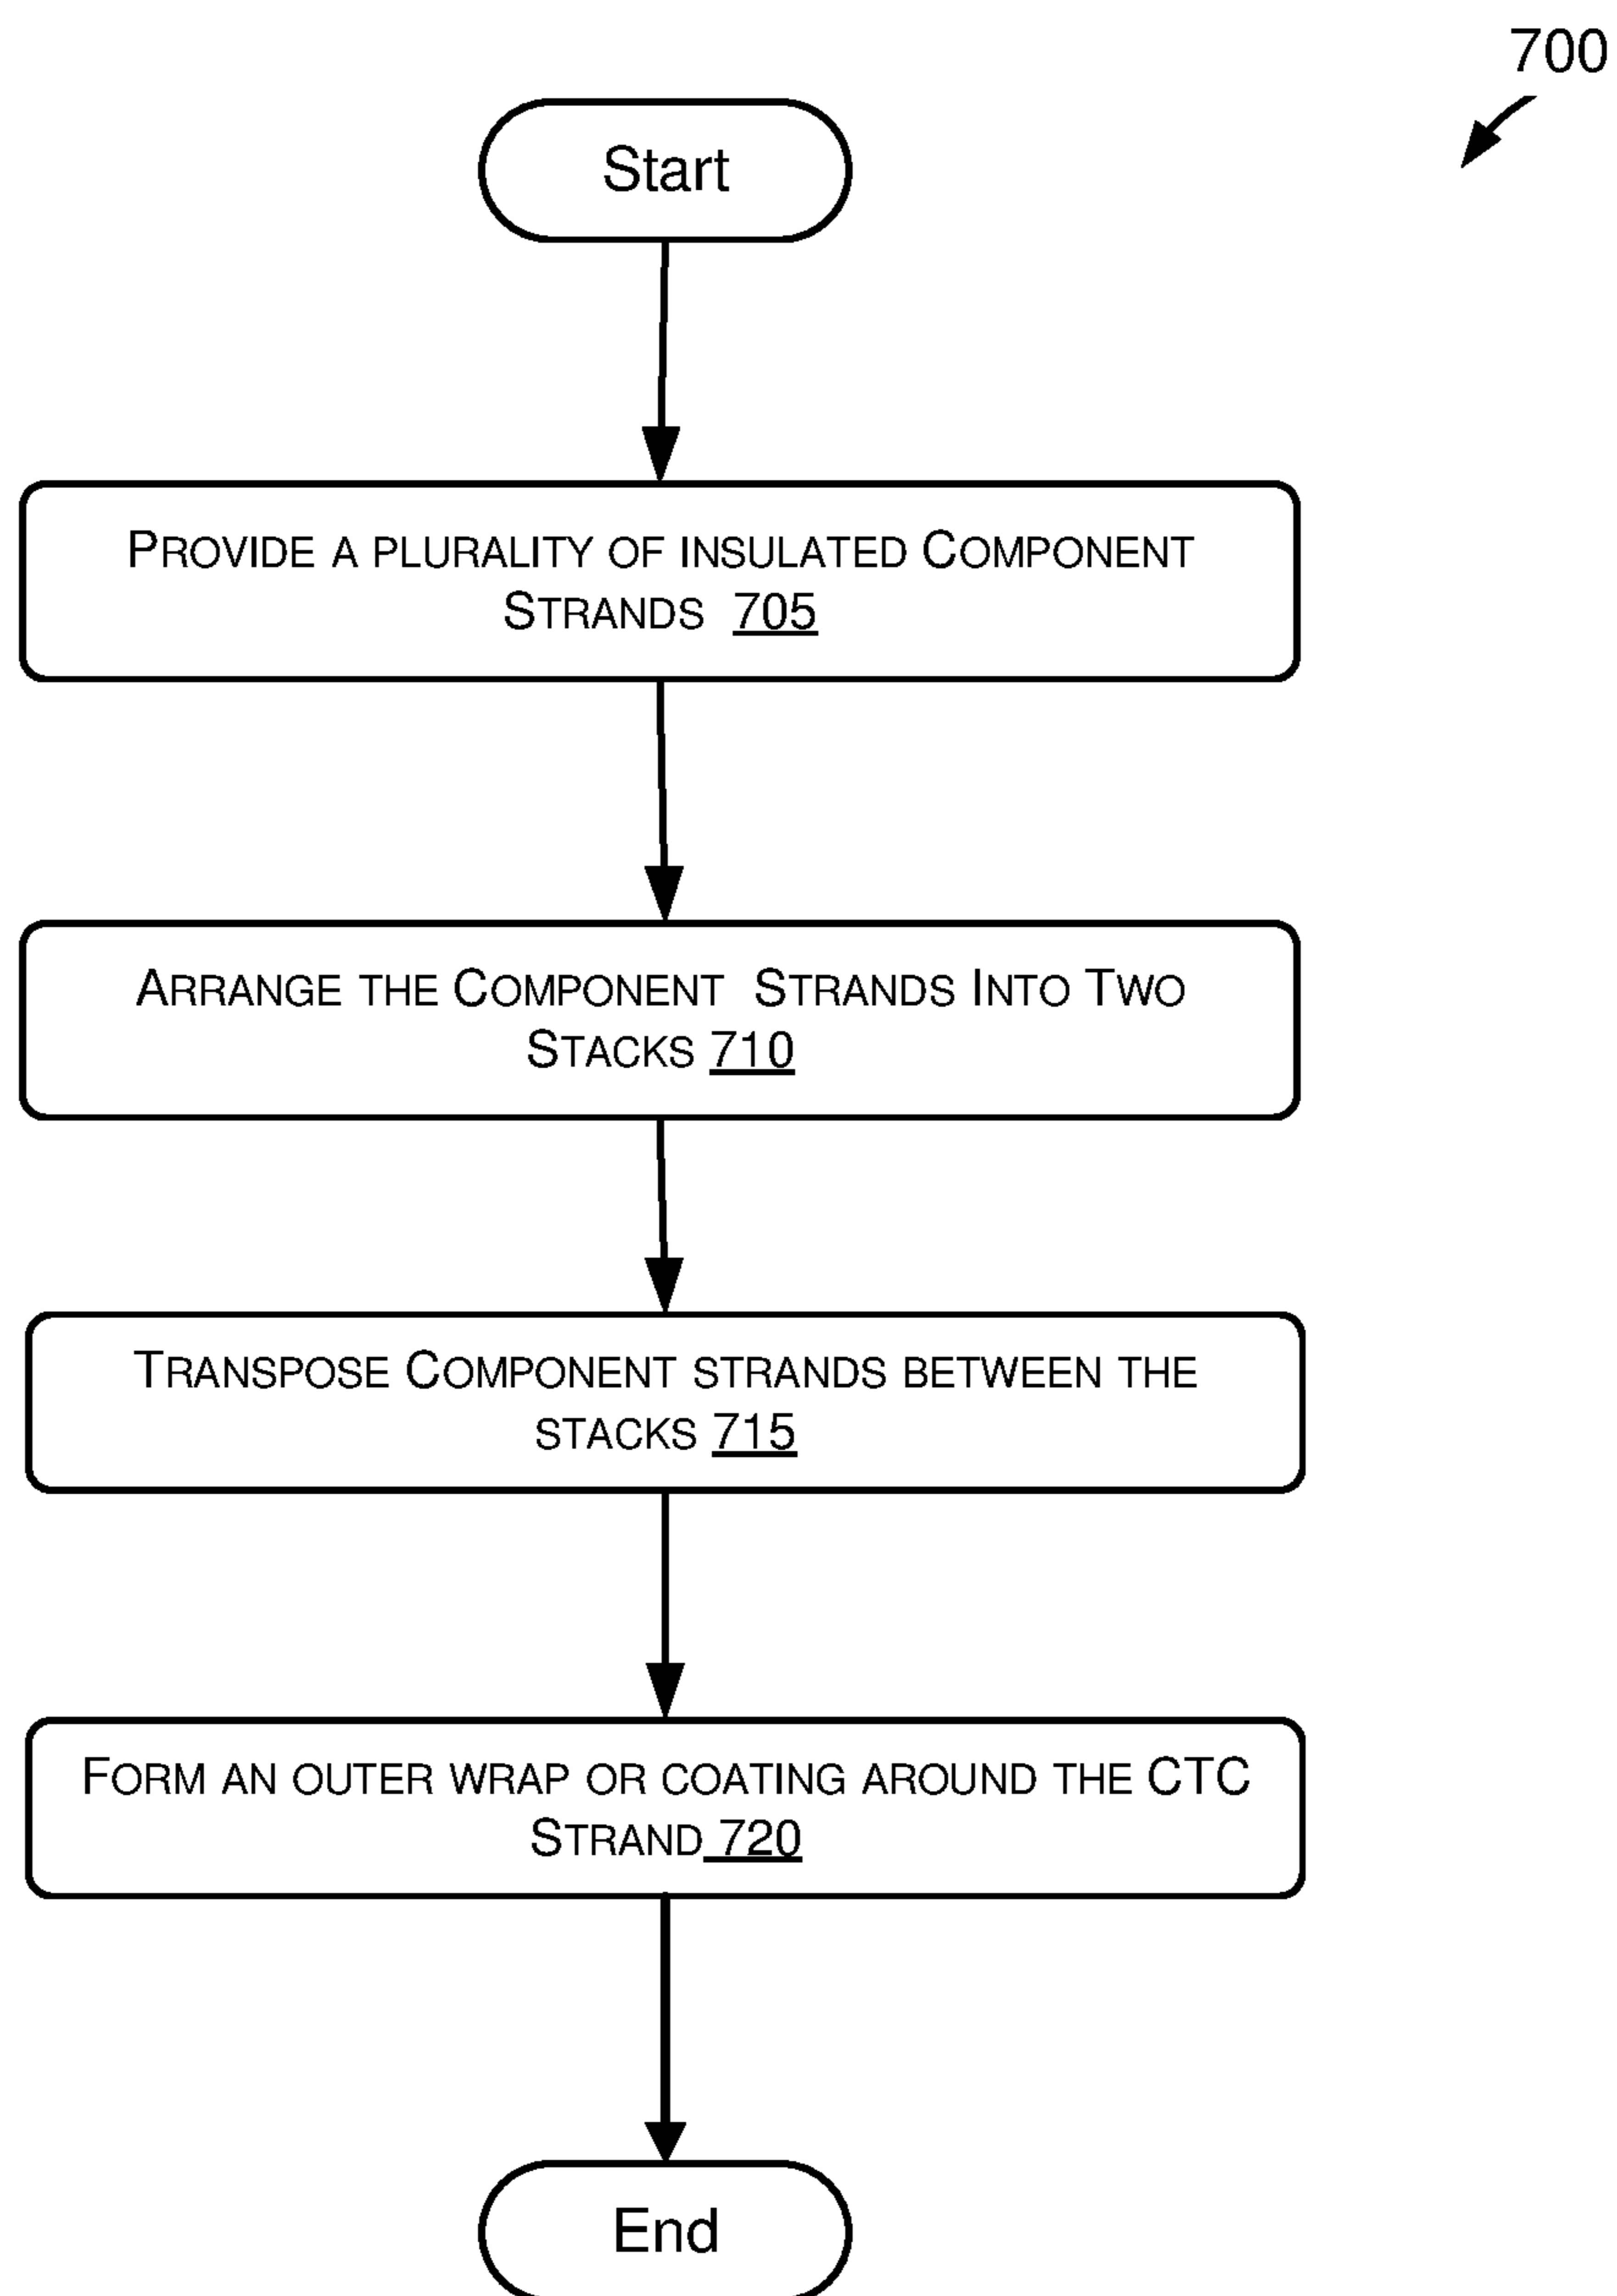 700
Start
PROVIDE A PLURALITY OF INSULATED COMPONENT
STRANDS 705
ARRANGE THE COMPONENT STRANDS INTO TWO
STACKS 710
TRANSPOSE COMPONENT STRANDS BETWEEN THE
STACKS 715
FORM AN OUTER WRAP OR COATING AROUND THE CTC
STRAND 720
End